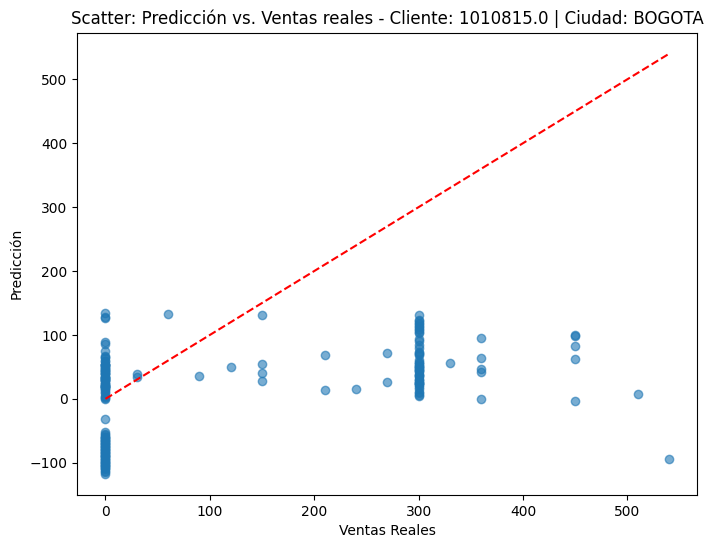 Scatter: Predicción vs. Ventas reales - Cliente: 1010815.0 | Ciudad: BOGOTA
500
400
300
200
100
0
−100
Predicción
0 100 200 300 400 500
Ventas Reales